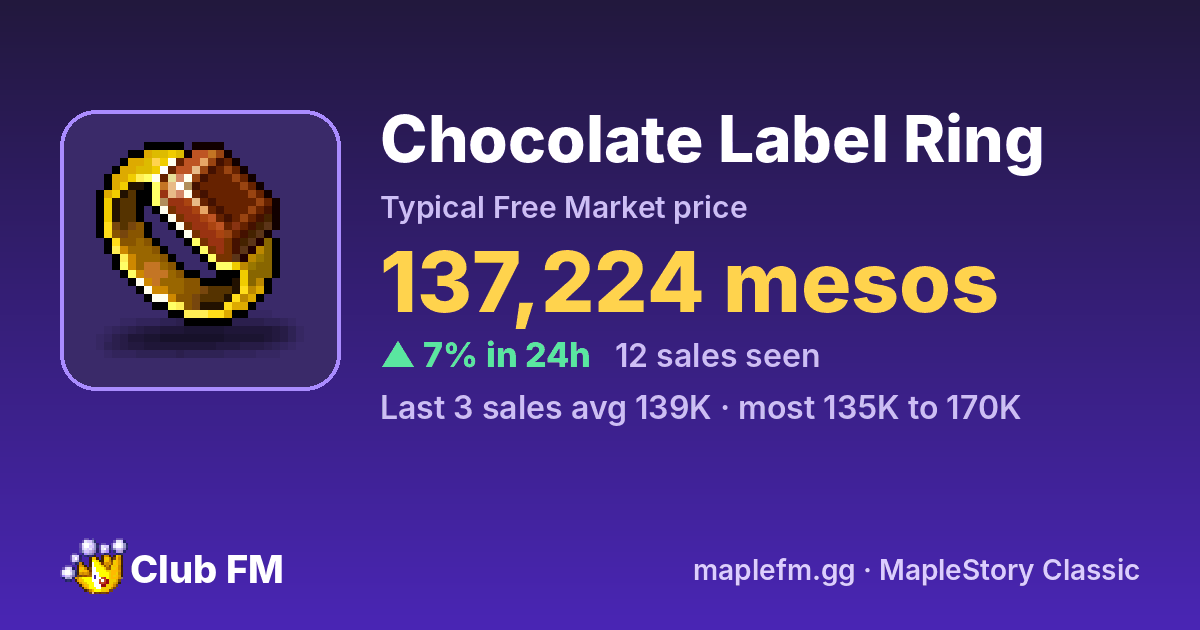 Chocolate Label Ring
Typical Free Market price
137,224 mesos
▲ 7% in 24h 12 sales seen
Last 3 sales avg 139K · most 135K to 170K
Club FM
maplefm.gg · MapleStory Classic